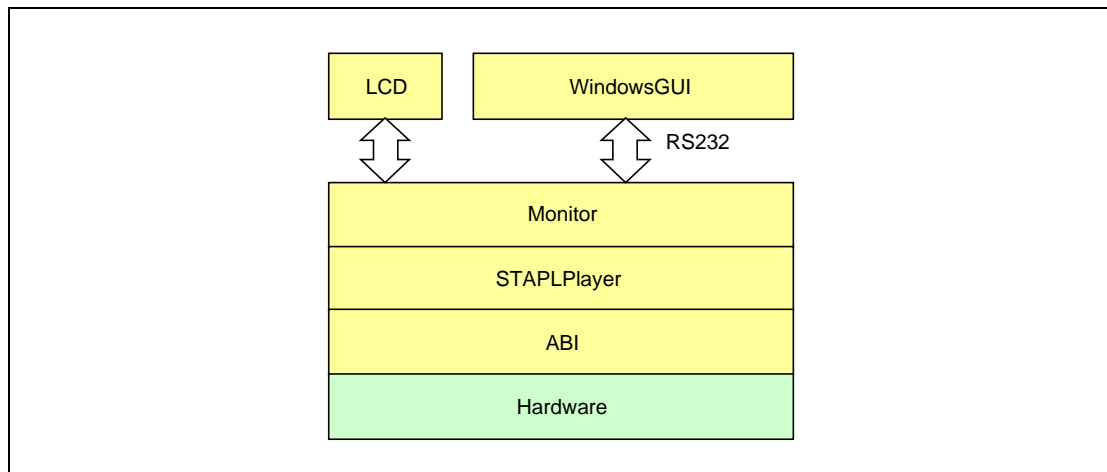 LCD
WindowsGUI
RS232
Monitor
STAPLPlayer
ABI
Hardware